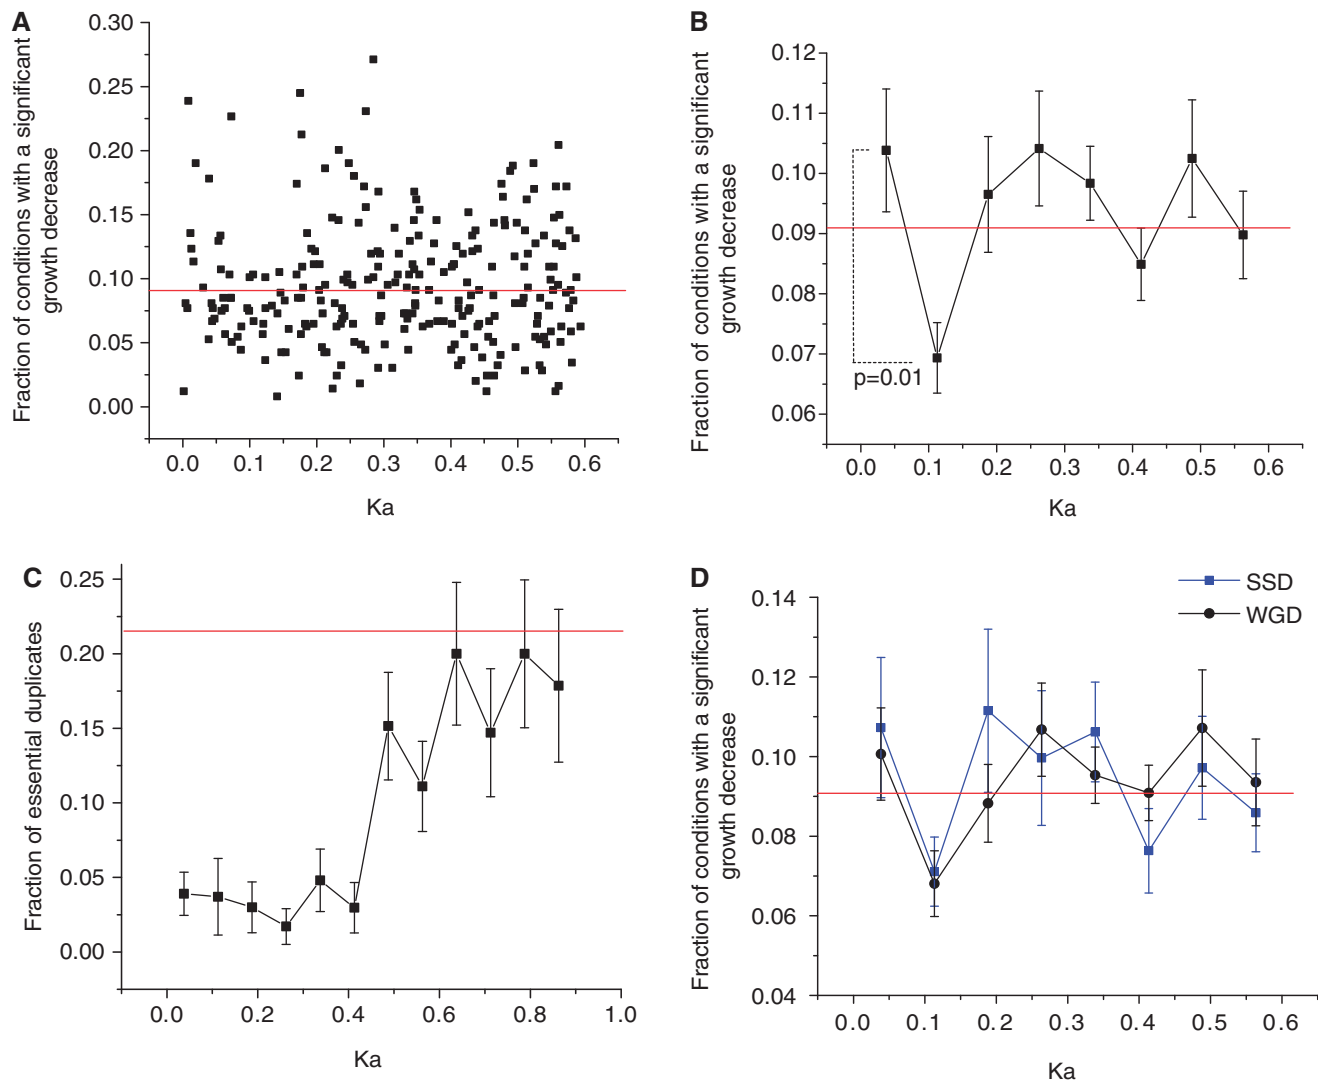 A
Fraction of conditions with a significant
growth decrease
0.30
0.25
0.20
0.15
0.10
0.05
0.00
0.0 0.1 0.2 0.3 0.4 0.5 0.6
Ka
B
Fraction of conditions with a significant
growth decrease
0.12
0.11
0.10
0.09
0.08
0.07
0.06
p=0.01
0.0 0.1 0.2 0.3 0.4 0.5 0.6
Ka
C
Fraction of essential duplicates
0.25
0.20
0.15
0.10
0.05
0.00
0.0 0.2 0.4 0.6 0.8 1.0
Ka
D
SSD
WGD
Fraction of conditions with a significant
growth decrease
0.14
0.12
0.10
0.08
0.06
0.04
0.0 0.1 0.2 0.3 0.4 0.5 0.6
Ka